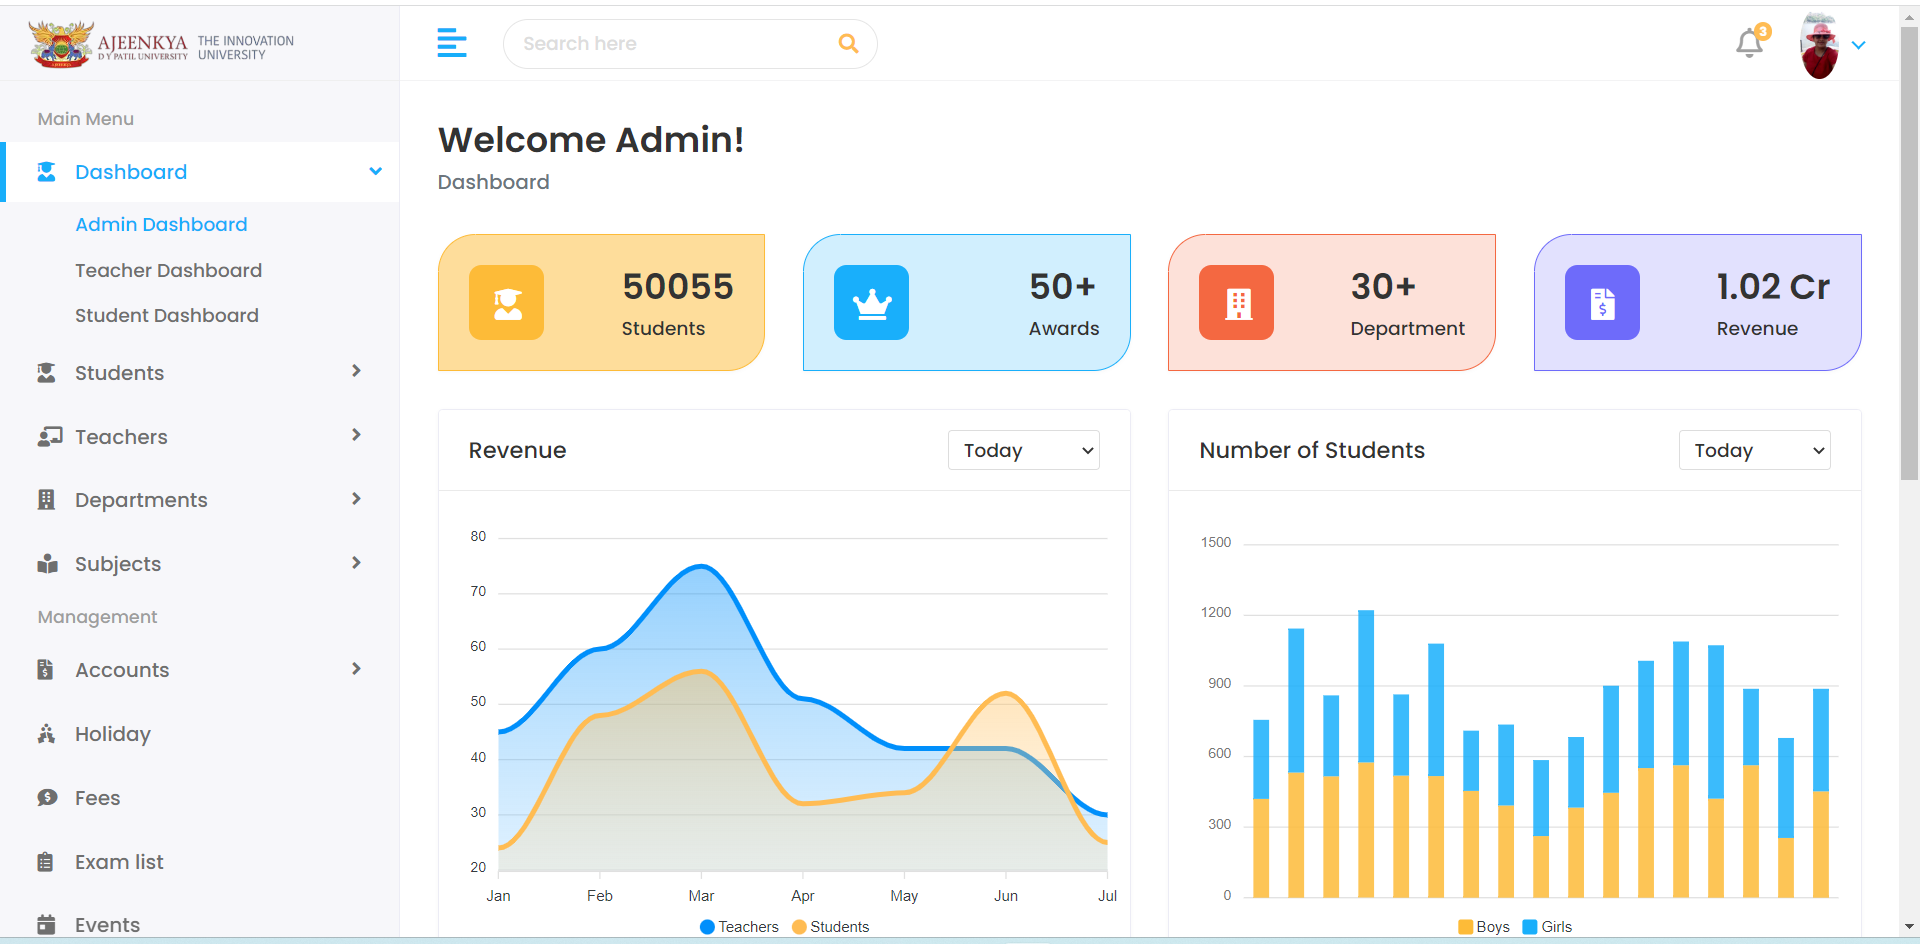 AJEENKYA
D Y PATIL UNIVERSITY
THE INNOVATION
UNIVERSITY
Search here
3
Main Menu
Dashboard
Admin Dashboard
Teacher Dashboard
Student Dashboard
Students
Teachers
Departments
Subjects
Management
Accounts
Holiday
Fees
Exam list
Events
Welcome Admin!
Dashboard
50055
Students
50+
Awards
30+
Department
1.02 Cr
Revenue
Revenue
Today
80
70
60
50
40
30
20
Jan Feb Mar Apr May Jun Jul
Teachers Students
Number of Students
Today
1500
1200
900
600
300
0
Boys Girls